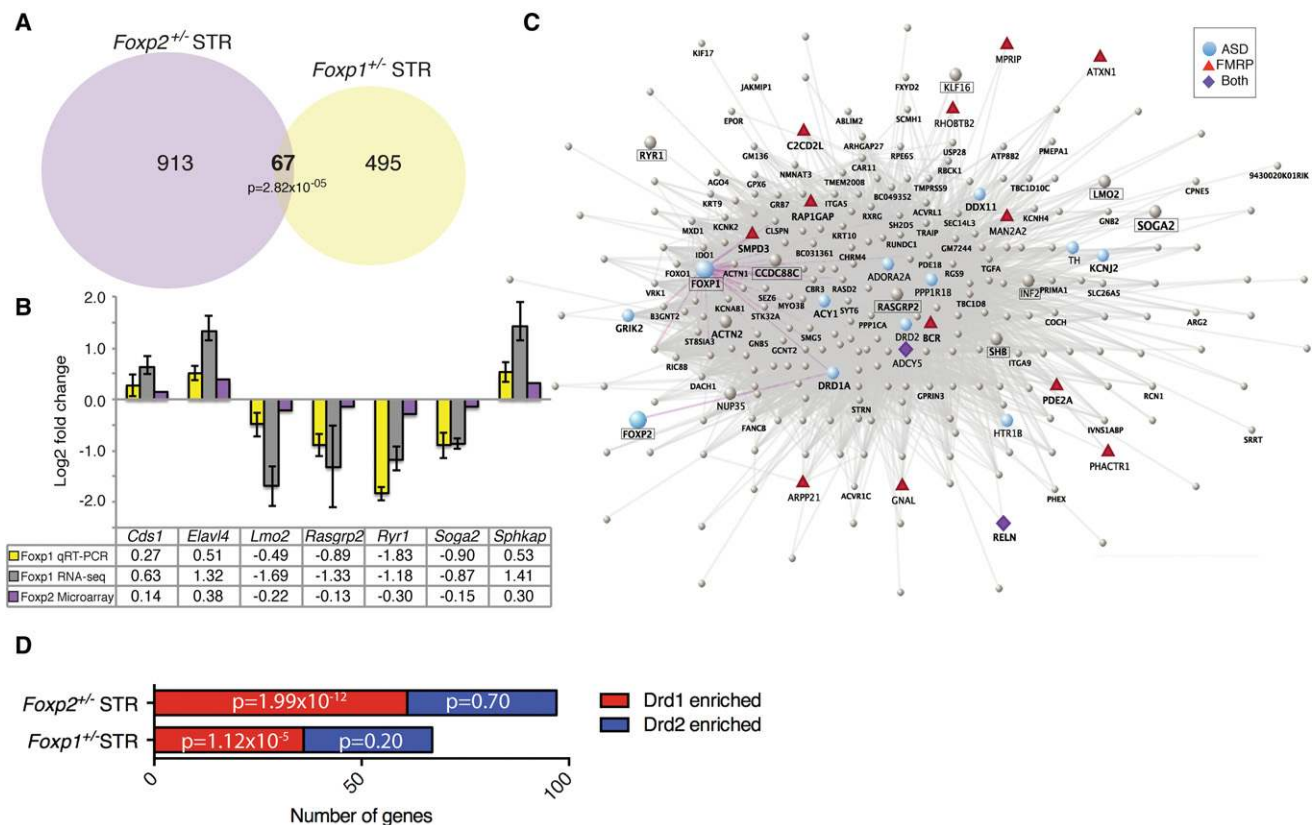 A
Foxp2+/- STR
Foxp1+/- STR
913
67
495
p=2.82x10-05
B
Log2 fold change
2.0
1.0
0.0
-1.0
-2.0
Cds1 Elavl4 Lmo2 Rasgrp2 Ryr1 Soga2 Sphkap
Foxp1 qRT-PCR 0.27 0.51 -0.49 -0.89 -1.83 -0.90 0.53
Foxp1 RNA-seq 0.63 1.32 -1.69 -1.33 -1.18 -0.87 1.41
Foxp2 Microarray 0.14 0.38 -0.22 -0.13 -0.30 -0.15 0.30
C
ASD
FMRP
Both
KIF17
MPRIP
ATXN1
JAKMIP1
FXYD2
KLF16
EPOR
ABLIM2
SCMH1
RHOBTB2
C2CD2L
ARHGAP27
USP28
RYR1
GM136
RPE65
ATP8B2
PMEPA1
NMNAT3
CAR11
RBCK1
AGO4
GPX6
TMEM2008
TMPRSS9
TBC1D10C
LMO2
CPNE5
9430020K01RIK
KRT9
GRB7
ITGA5
BC049352
DDX11
RAP1GAP
RXRG
ACVRL1
KCNH4
GNB2
KCNK2
SH2D5
SEC14L3
MAN2A2
SOGA2
MXD1
CLSPN
KRT10
TRAIP
SMPD3
RUNDC1
GM7244
IDO1
BC031361
CHRM4
TH
KCNJ2
FOXO1
ACTN1
CCDC88C
ADORA2A
PDE1B
RGS9
TGFA
FOXP1
CBR3
RASD2
PPP1R1B
INF2
PRIMA1
SLC26A5
VRK1
SEZ6
MYO3B
RASGRP2
TBC1D8
B3GNT2
KCNAB1
STK32A
ACY1
SYT6
GRIK2
ACTN2
PPP1CA
DRD2
BCR
COCH
ARG2
ST8SIA3
GNB5
SMG5
ADCY5
SHB
RIC88
GCNT2
ITGA9
DACH1
DRD1A
GPRIN3
PDE2A
RCN1
NUP35
STRN
FOXP2
FANCB
HTR1B
IVNS1ABP
SRRT
PHACTR1
ARPP21
ACVR1C
GNAL
PHEX
RELN
D
Foxp2+/- STR
p=1.99x10-12
p=0.70
Foxp1+/-STR
p=1.12x10-5
p=0.20
Drd1 enriched
Drd2 enriched
0
50
100
Number of genes